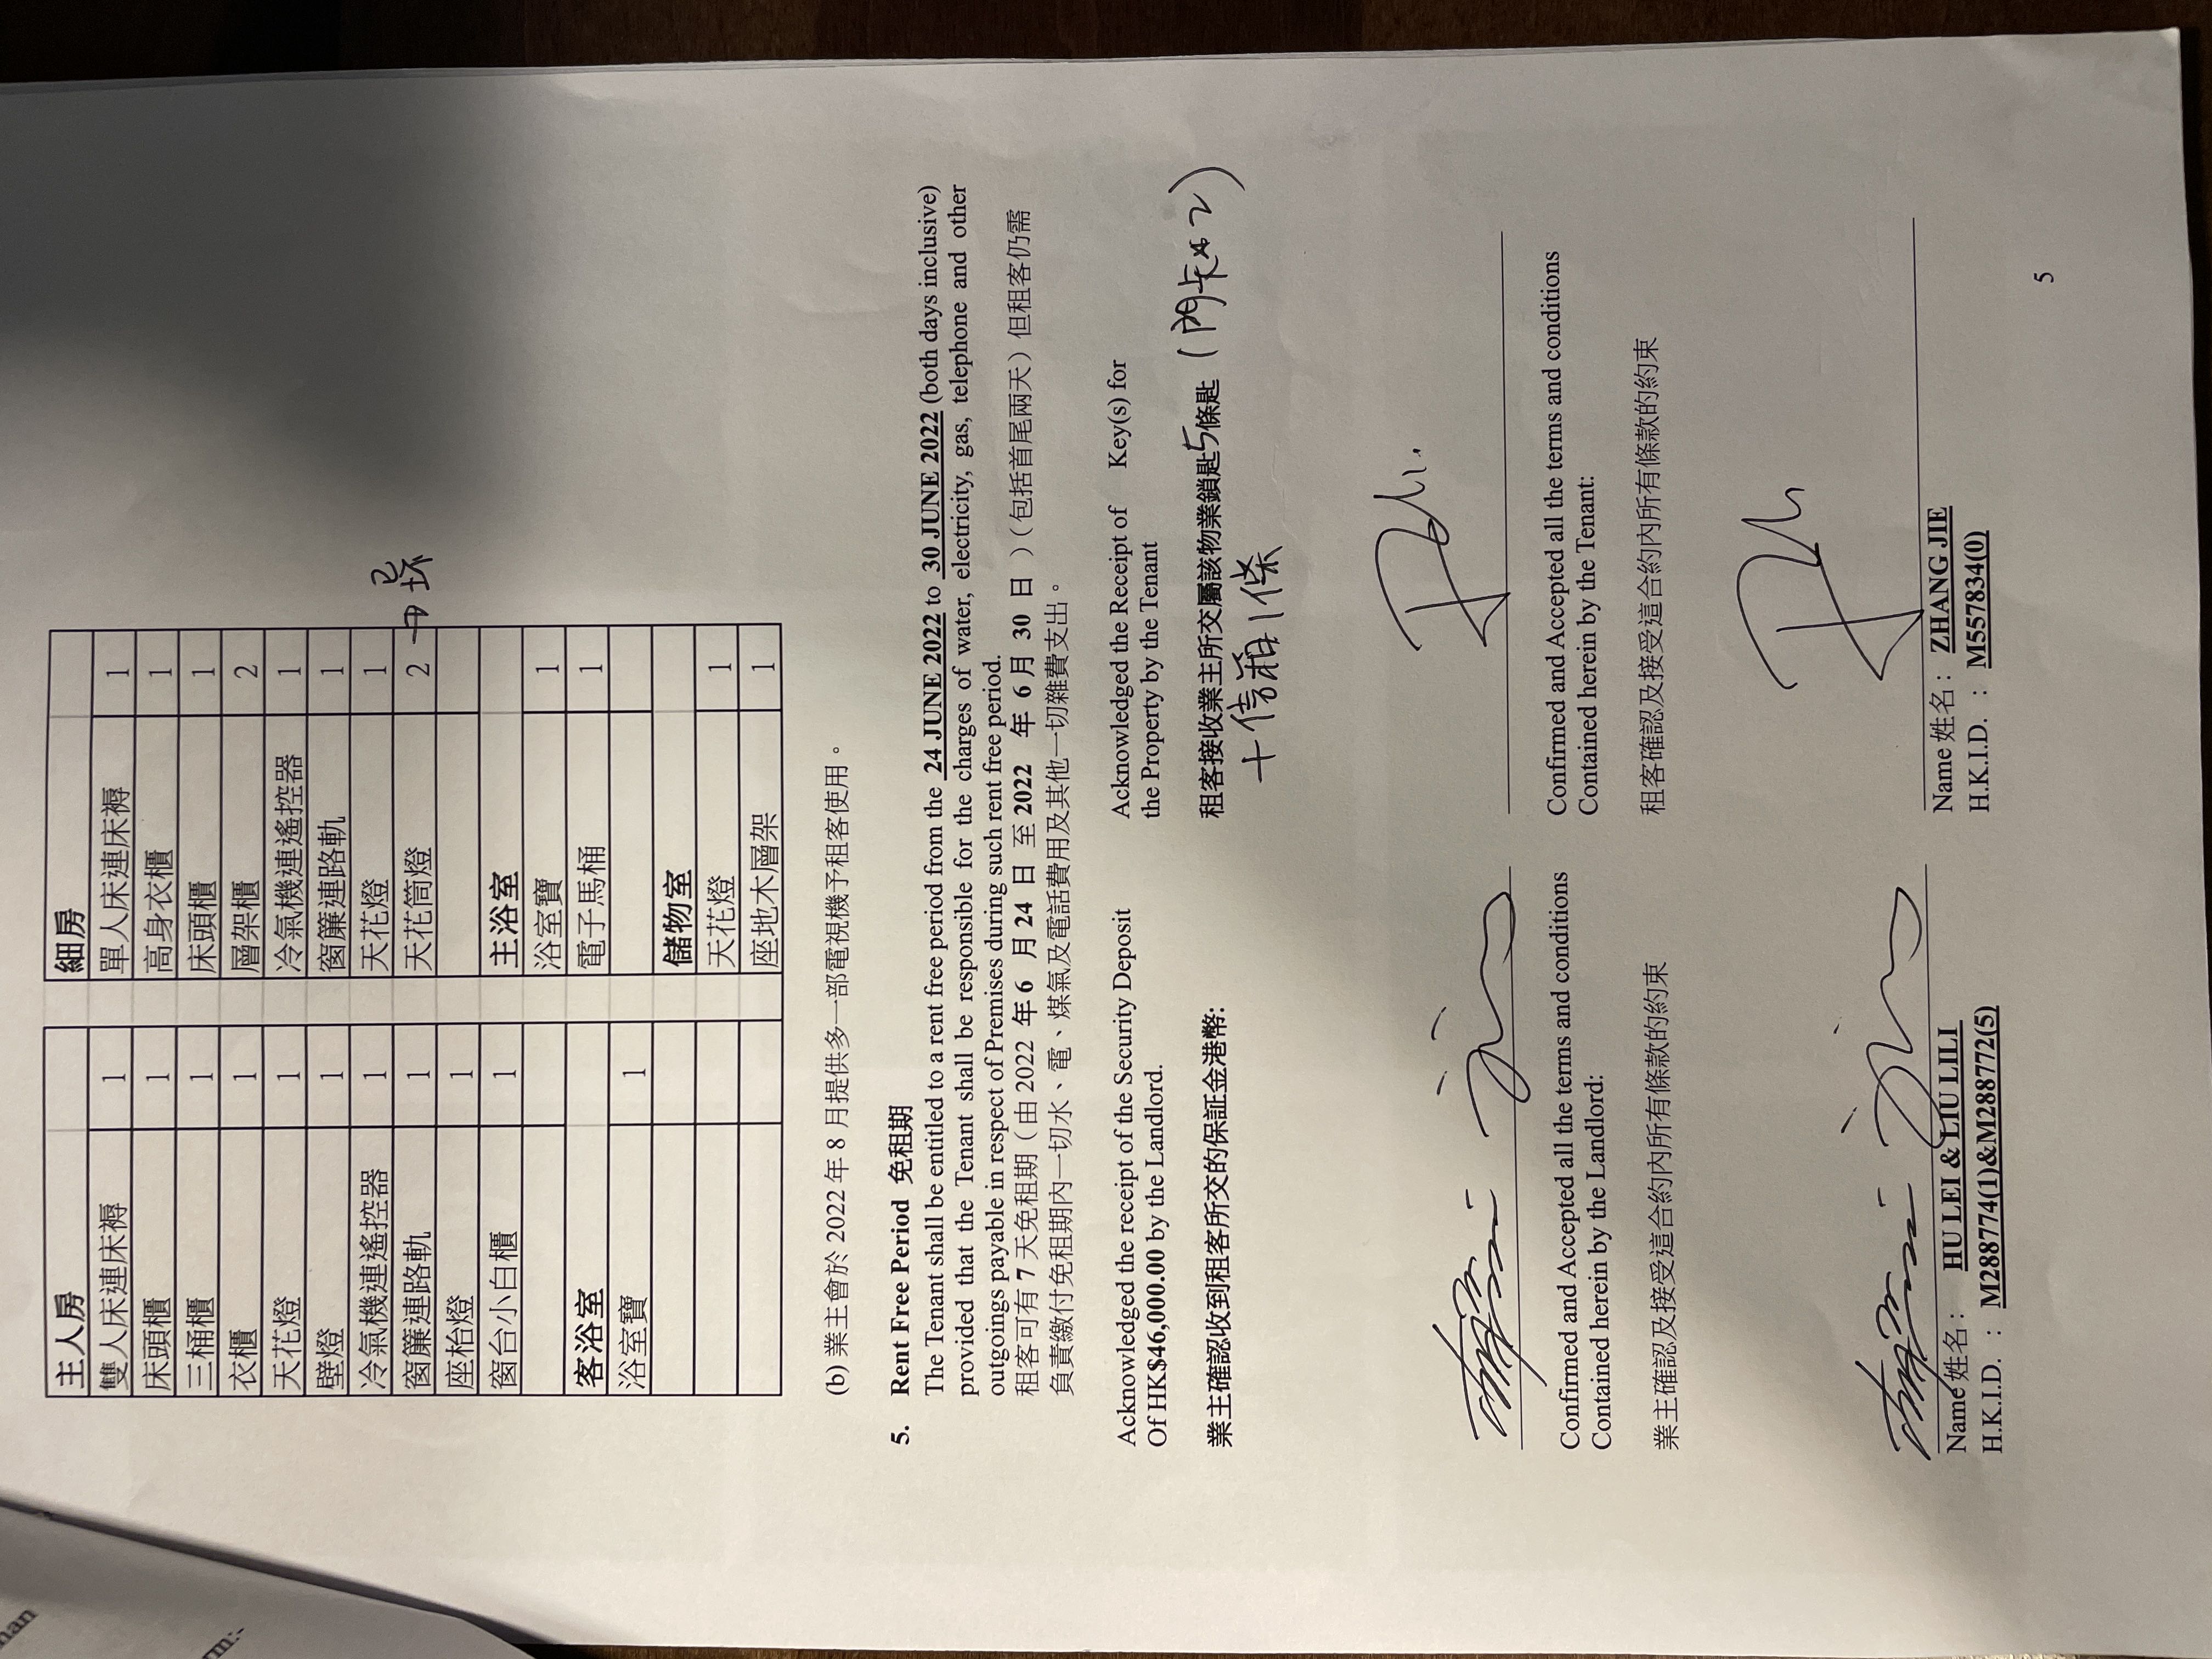 主人房
雙人床連床褥 1
床頭櫃 1
三桶櫃 1
衣櫃 1
天花燈 1
壁燈 1
冷氣機連遙控器 1
窗簾連路軌 1
座枱燈 1
窗台小白櫃 1
客浴室
浴室寶 1
細房
單人床連床褥 1
高身衣櫃 1
床頭櫃 1
層架櫃 2
冷氣機連遙控器 1
窗簾連路軌 1
天花燈 1
天花筒燈 2 → 已坏
主浴室
浴室寶 1
電子馬桶 1
儲物室
天花燈 1
座地木層架 1
(b) 業主會於 2022 年 8 月提供多一部電視機予租客使用。
5. Rent Free Period 免租期
The Tenant shall be entitled to a rent free period from the 24 JUNE 2022 to 30 JUNE 2022 (both days inclusive)
provided that the Tenant shall be responsible for the charges of water, electricity, gas, telephone and other
outgoings payable in respect of Premises during such rent free period.
租客可有 7 天免租期（由 2022 年 6 月 24 日 至 2022 年 6 月 30 日 ）（包括首尾兩天）但租客仍需
負責繳付免租期內一切水、電、煤氣及電話費用及其他一切雜費支出。
Acknowledged the receipt of the Security Deposit
Of HK$46,000.00 by the Landlord.
業主確認收到租客所交的保証金港幣:
Acknowledged the Receipt of Key(s) for
the Property by the Tenant
租客接收業主所交屬該物業鎖匙 5 條匙 (門卡×2)
+ 信箱 1 條
Confirmed and Accepted all the terms and conditions
Contained herein by the Landlord:
業主確認及接受這合約內所有條款的約束
Confirmed and Accepted all the terms and conditions
Contained herein by the Tenant:
租客確認及接受這合約內所有條款的約束
Name 姓名 : HU LEI & LIU LILI
H.K.I.D. : M288774(1)&M288772(5)
Name 姓名 : ZHANG JIE
H.K.I.D. : M557834(0)
5